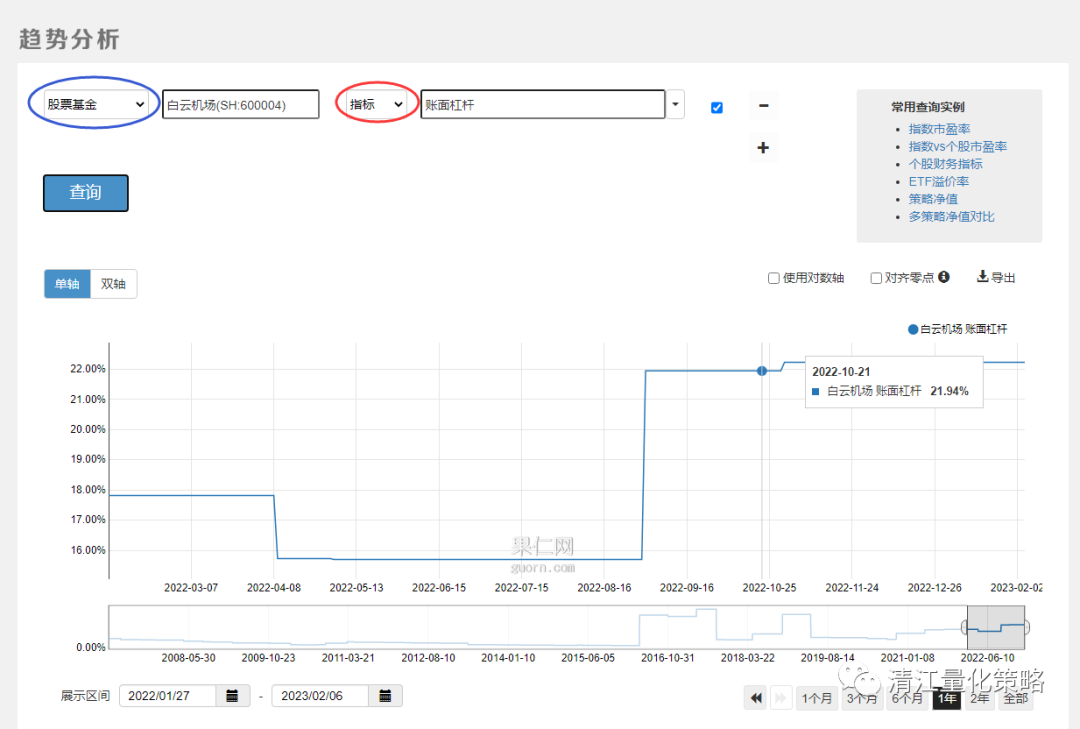 趋势分析
股票基金 白云机场(SH:600004) 指标 账面杠杆
常用查询实例
指数市盈率
指数vs个股市盈率
个股财务指标
ETF溢价率
策略净值
多策略净值对比
查询
单轴 双轴 使用对数轴 对齐零点 导出
白云机场 账面杠杆
22.00%
21.00%
20.00%
19.00%
18.00%
17.00%
16.00%
2022-10-21
白云机场 账面杠杆 21.94%
果仁网
guorn.com
2022-03-07 2022-04-08 2022-05-13 2022-06-15 2022-07-15 2022-08-16 2022-09-16 2022-10-25 2022-11-24 2022-12-26 2023-02-02
0.00%
2008-05-30 2009-10-23 2011-03-21 2012-08-10 2014-01-10 2015-06-05 2016-10-31 2018-03-22 2019-08-14 2021-01-08 2022-06-10
清江量化策略
展示区间 2022/01/27 - 2023/02/06 1个月 3个月 6个月 1年 2年 全部